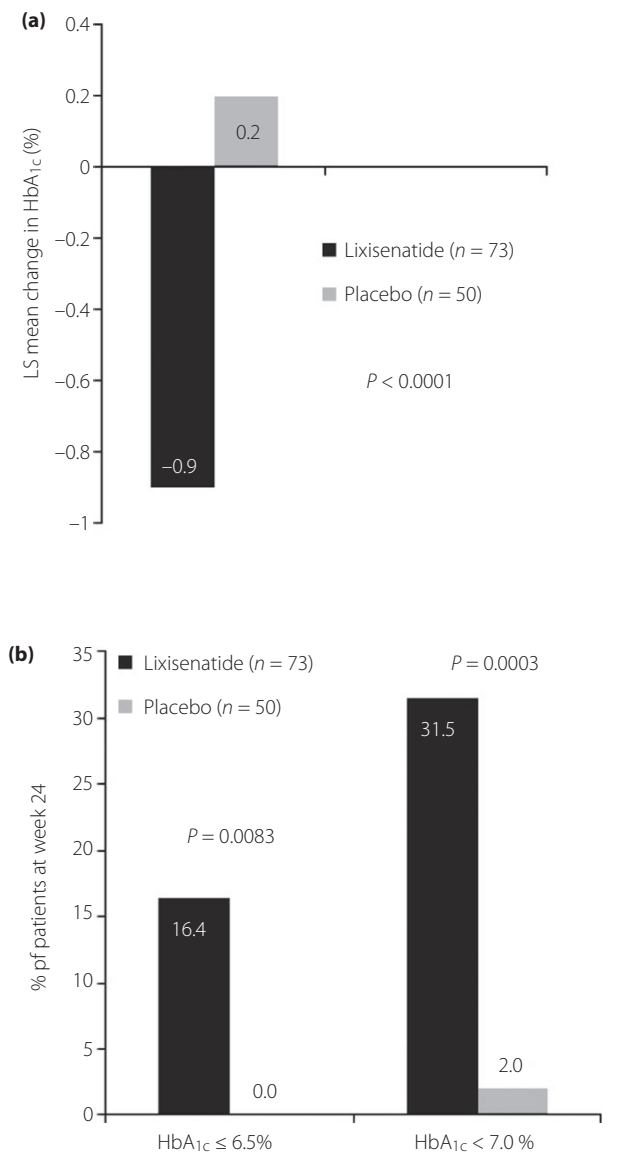 (a)
0.4
0.2
0
−0.2
−0.4
−0.6
−0.8
−1
LS mean change in HbA1c (%)
0.2
−0.9
Lixisenatide (n = 73)
Placebo (n = 50)
P < 0.0001
(b)
35
30
25
20
15
10
5
0
% pf patients at week 24
Lixisenatide (n = 73)
Placebo (n = 50)
P = 0.0083
P = 0.0003
16.4
0.0
31.5
2.0
HbA1c ≤ 6.5%
HbA1c < 7.0 %